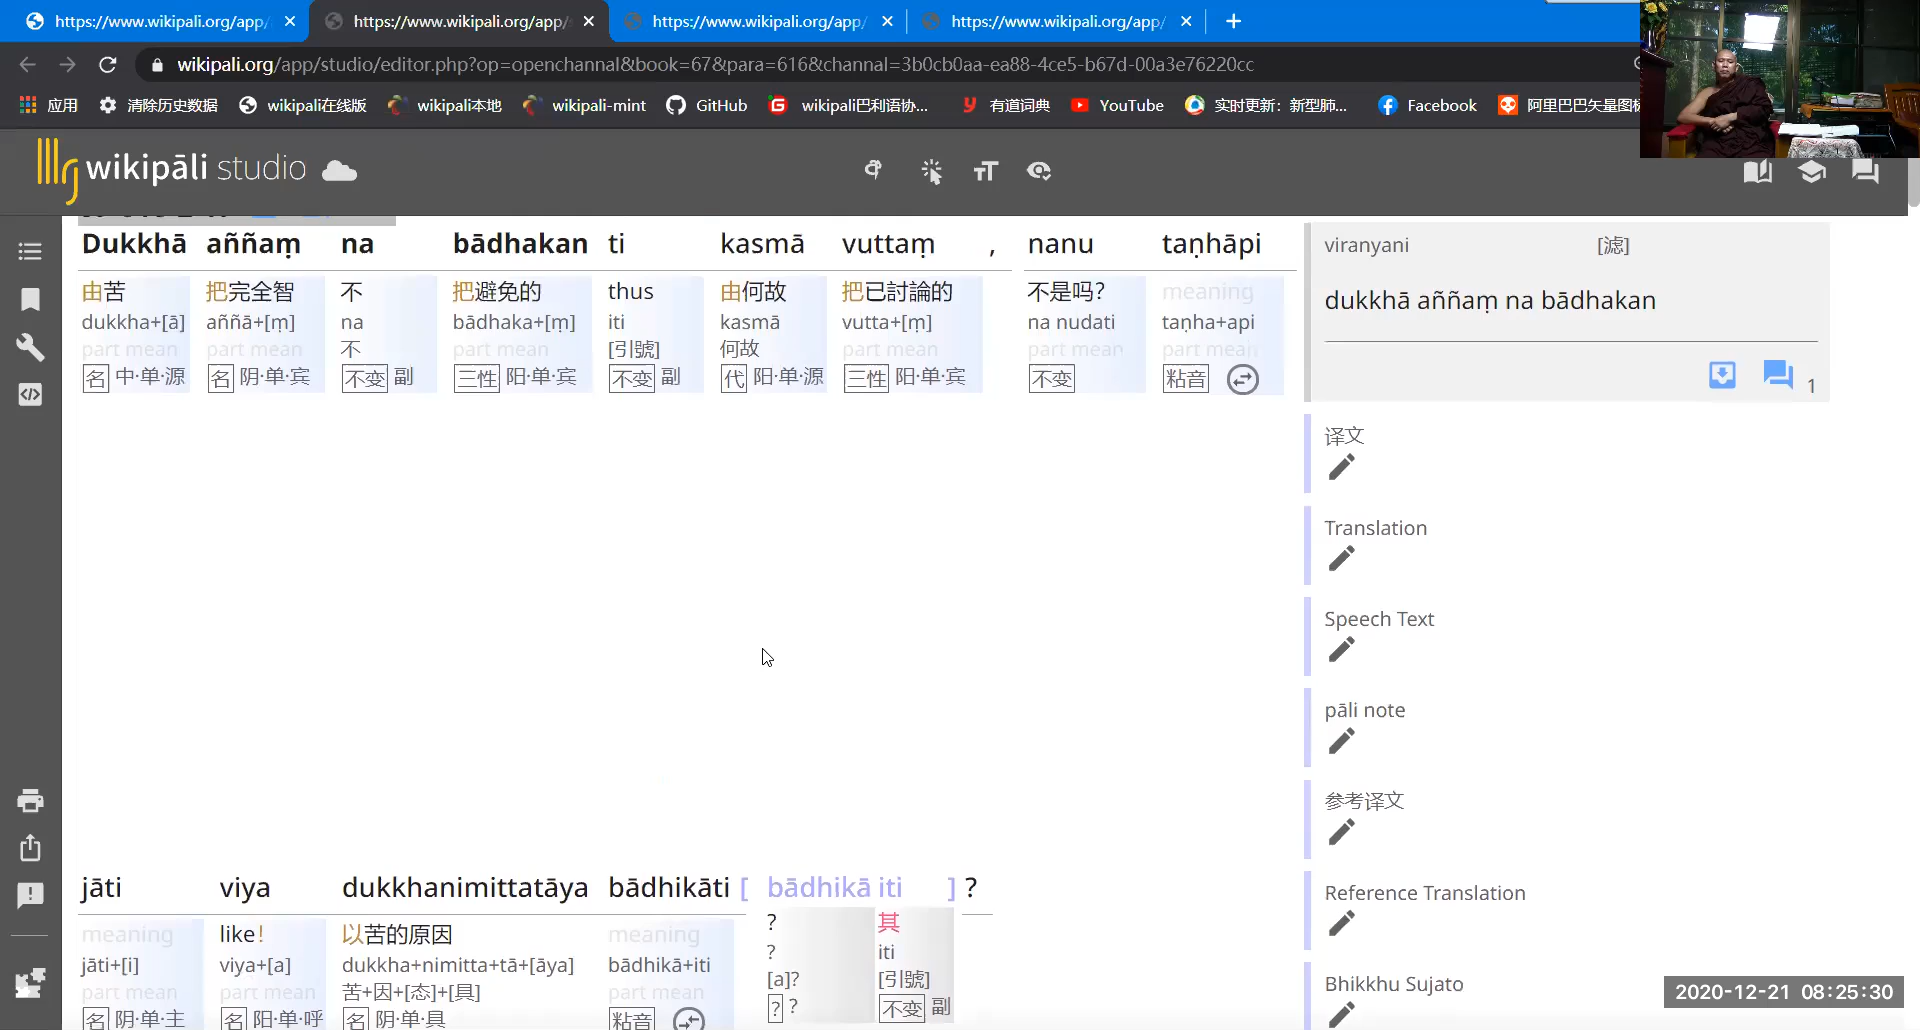 https://www.wikipali.org/app/ https://www.wikipali.org/app/ https://www.wikipali.org/app/ https://www.wikipali.org/app/
wikipali.org/app/studio/editor.php?op=openchannal&book=67&para=616&channal=3b0cb0aa-ea88-4ce5-b67d-00a3e76220cc
应用 清除历史数据 wikipali在线版 wikipali本地 wikipali-mint GitHub wikipali巴利语协... 有道词典 YouTube 实时更新：新型肺... Facebook 阿里巴巴矢量图标
wikipāli studio
Dukkhā aññaṃ na bādhakan ti kasmā vuttaṃ , nanu taṇhāpi
由苦 把完全智 不 把避免的 thus 由何故 把已討論的 不是吗? meaning
dukkha+[ā] aññā+[ṃ] na bādhaka+[ṃ] iti kasmā vutta+[ṃ] na nudati taṇha+api
part mean part mean 不 part mean [引號] 何故 part mean part mean part mean
名 中·单·源 名 阴·单·宾 不变 副 三性 阳·单·宾 不变 副 代 阳·单·源 三性 阳·单·宾 不变 粘音
viranyani [滤]
dukkhā aññaṃ na bādhakan
1
译文
Translation
Speech Text
pāli note
参考译文
Reference Translation
Bhikkhu Sujato
jāti viya dukkhanimittatāya bādhikāti [ bādhikā iti ] ?
meaning like! 以苦的原因 meaning ? 其
jāti+[i] viya+[a] dukkha+nimitta+tā+[āya] bādhikā+iti ? iti
part mean part mean 苦+因+[态]+[具] part mean [a]? [引號]
名 阴·单·主 名 阳·单·呼 名 阴·单·具 粘音 ? ? 不变 副
2020-12-21 08:25:30